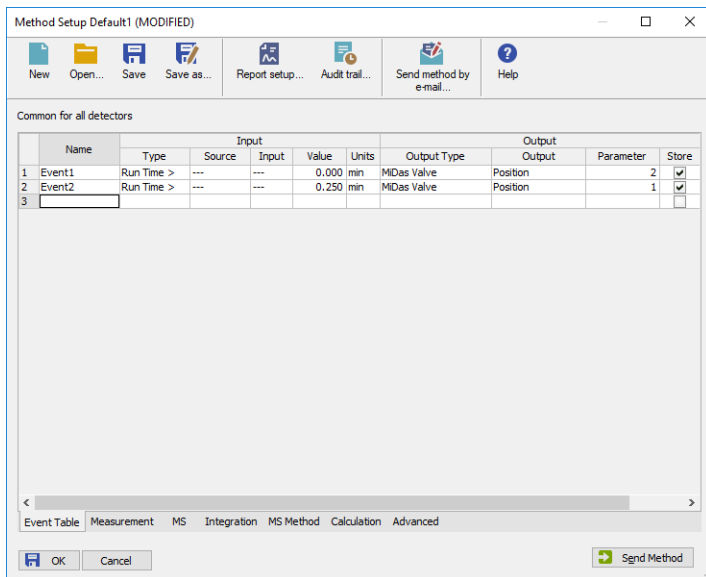 Method Setup Default1 (MODIFIED)
New Open... Save Save as... Report setup... Audit trail... Send method by e-mail... Help
Common for all detectors
Name Input Output
Type Source Input Value Units Output Type Output Parameter Store
1 Event1 Run Time > --- --- 0.000 min MiDas Valve Position 2
2 Event2 Run Time > --- --- 0.250 min MiDas Valve Position 1
3
Event Table Measurement MS Integration MS Method Calculation Advanced
OK Cancel Send Method